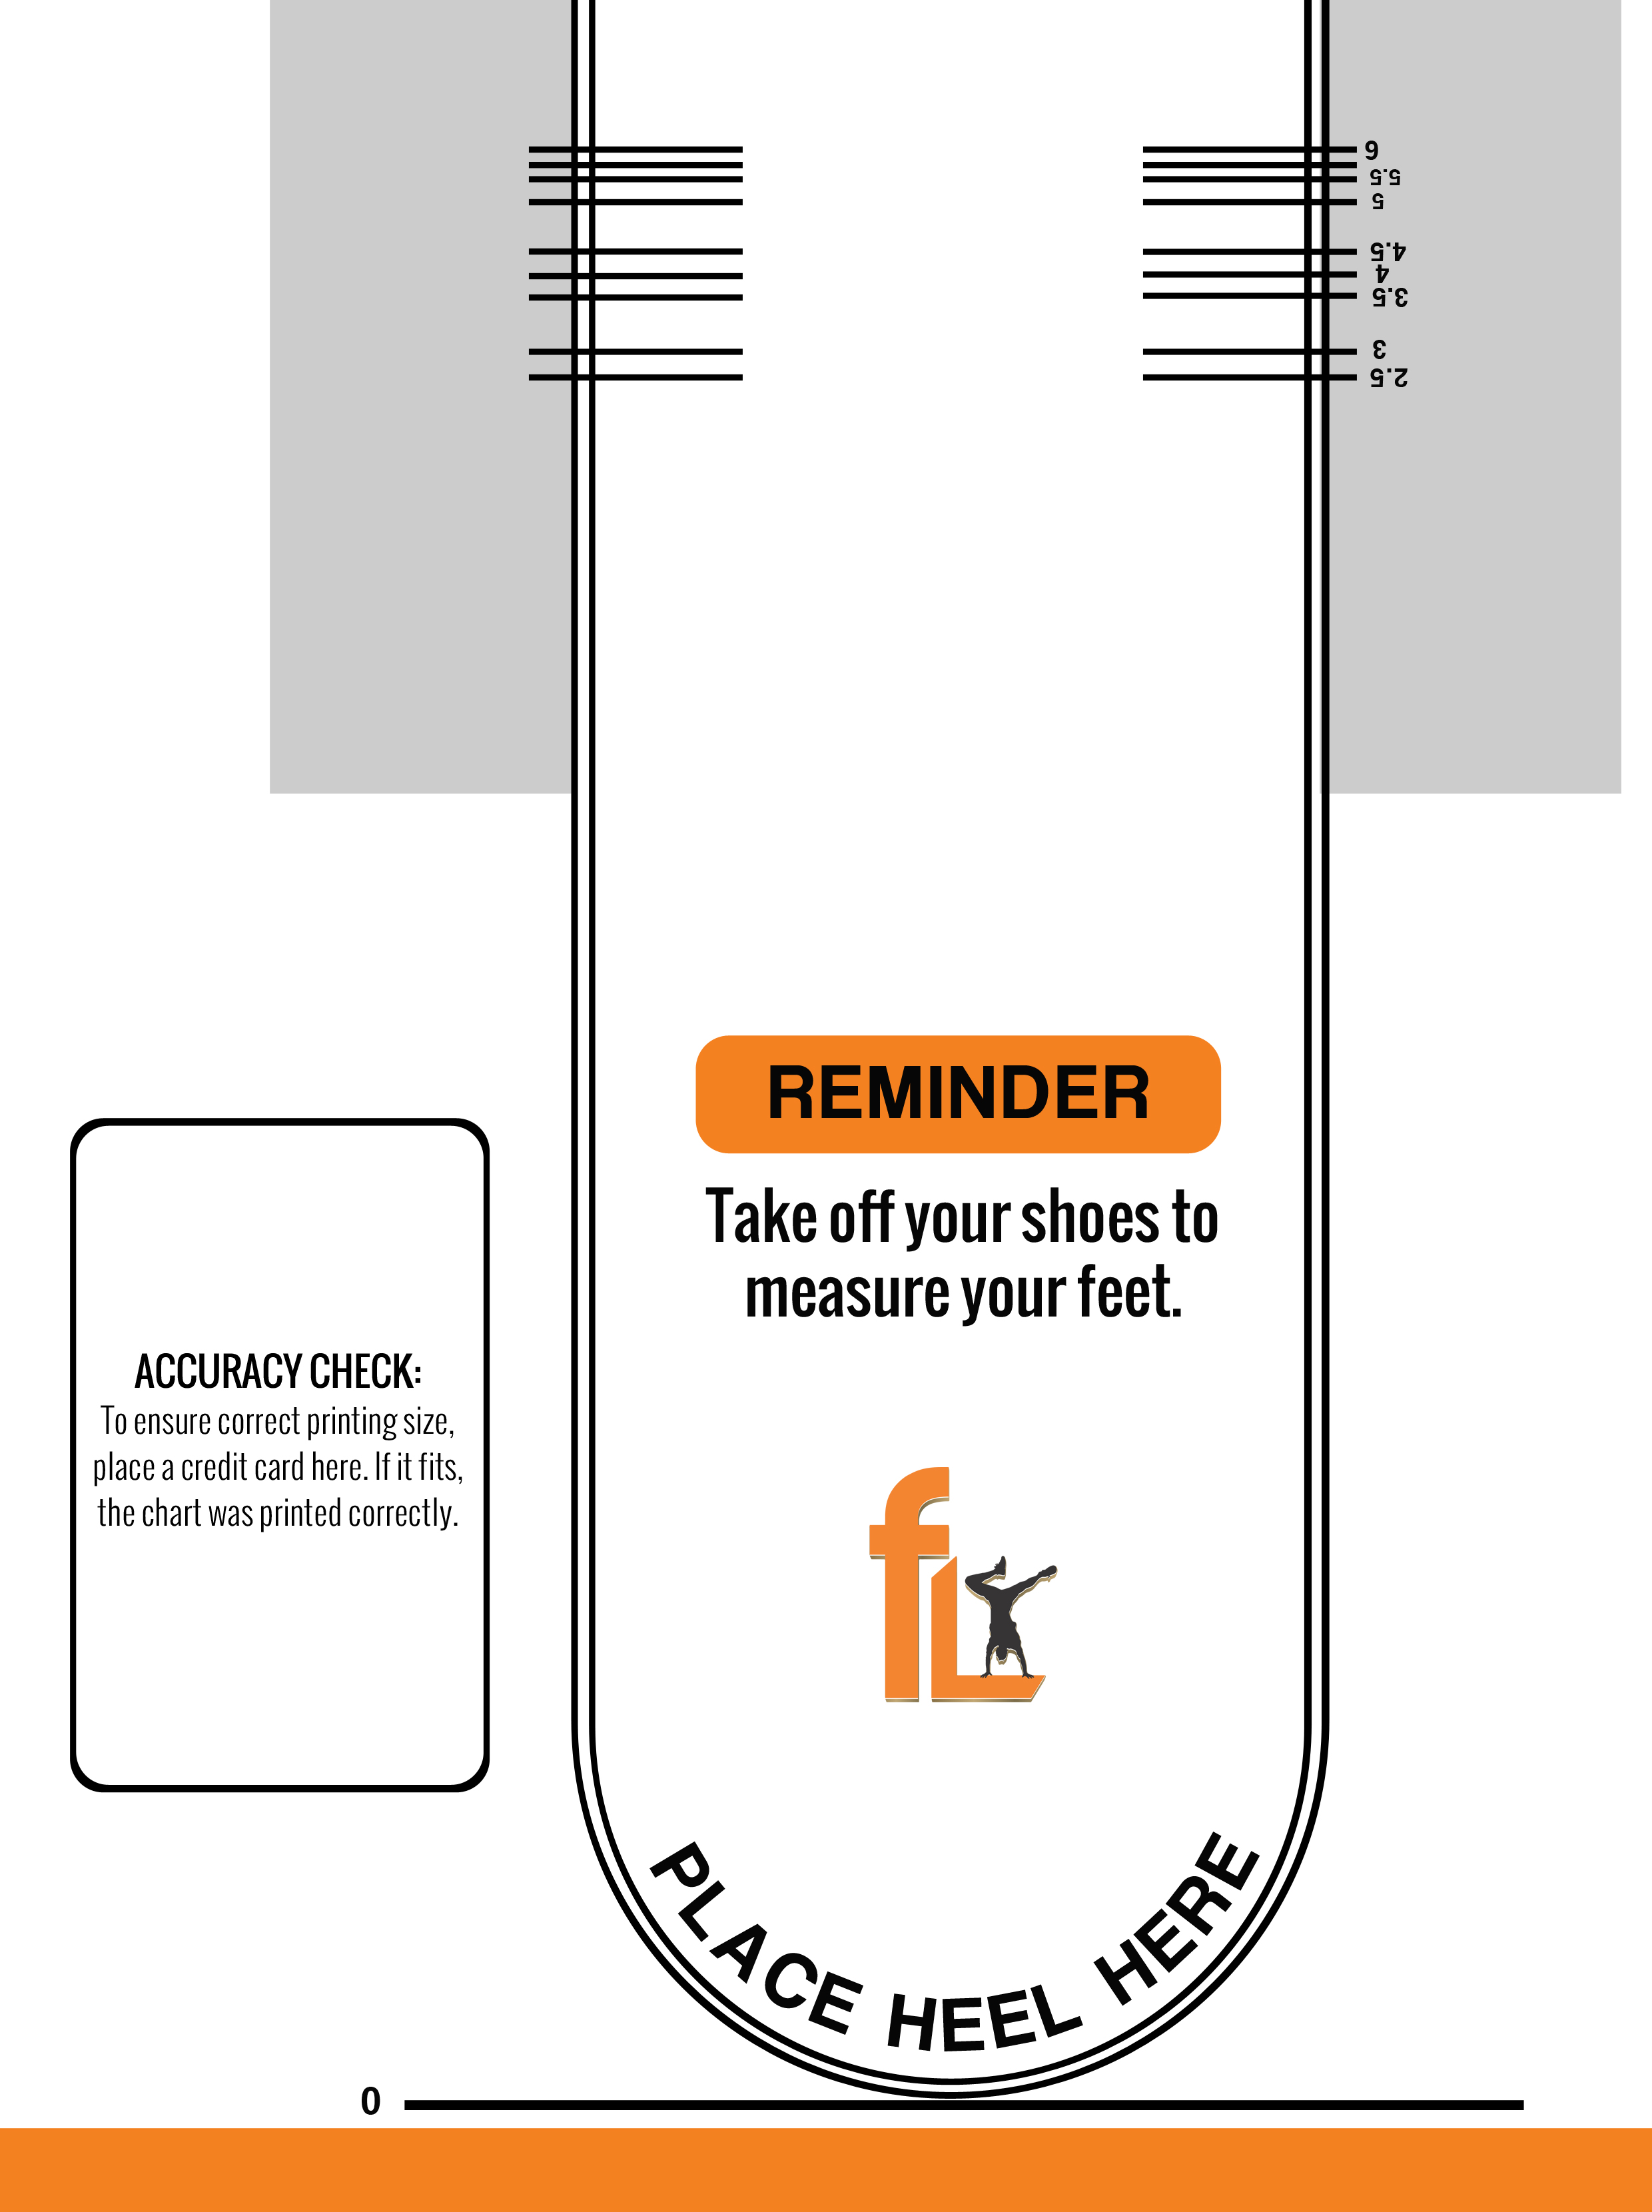 6
5.5
5
4.5
4
3.5
3
2.5
REMINDER
Take off your shoes to
measure your feet.
ACCURACY CHECK:
To ensure correct printing size,
place a credit card here. If it fits,
the chart was printed correctly.
fL
PLACE HEEL HERE
0